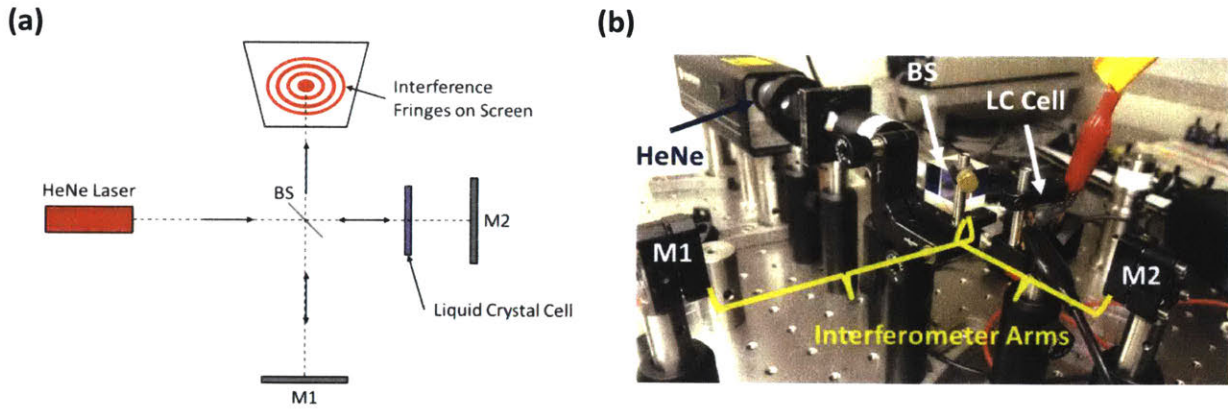 (a)
Interference
Fringes on Screen
HeNe Laser
BS
M2
Liquid Crystal Cell
M1
(b)
BS
LC Cell
HeNe
M1
M2
Interferometer Arms